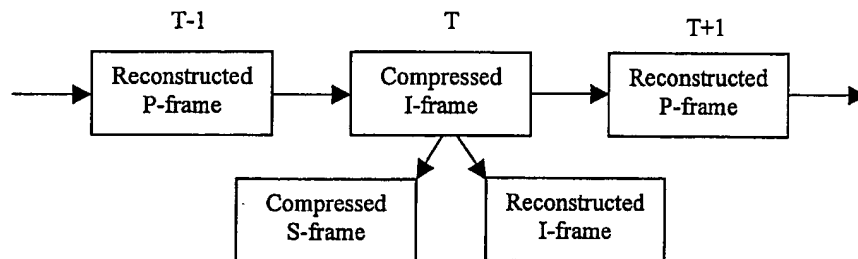 T-1
T
T+1
Reconstructed
P-frame
Compressed
I-frame
Reconstructed
P-frame
Compressed
S-frame
Reconstructed
I-frame